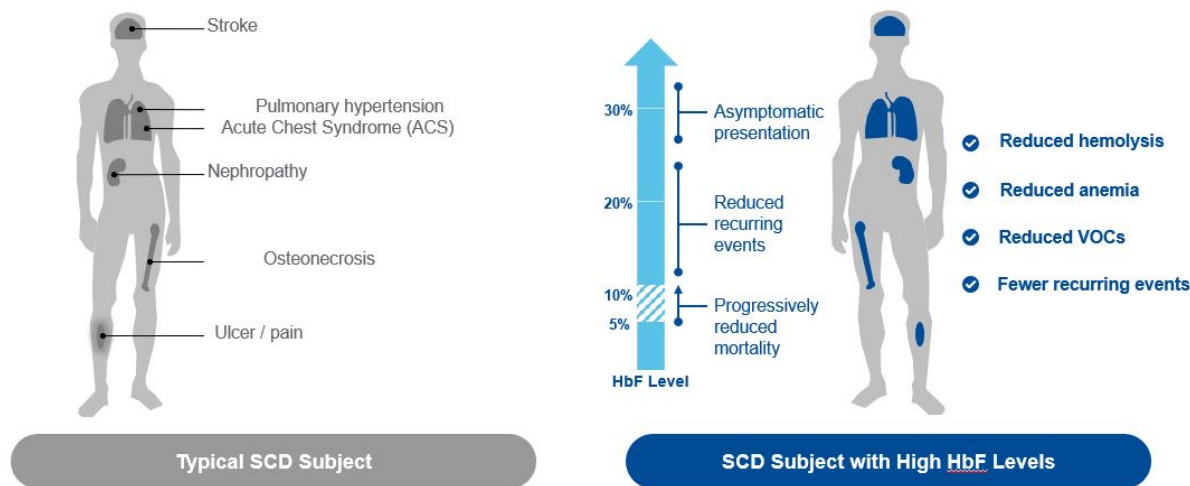 Stroke
Pulmonary hypertension
Acute Chest Syndrome (ACS)
Nephropathy
Osteonecrosis
Ulcer / pain
Typical SCD Subject
30%
20%
10%
5%
HbF Level
Asymptomatic
presentation
Reduced
recurring
events
Progressively
reduced
mortality
Reduced hemolysis
Reduced anemia
Reduced VOCs
Fewer recurring events
SCD Subject with High HbF Levels